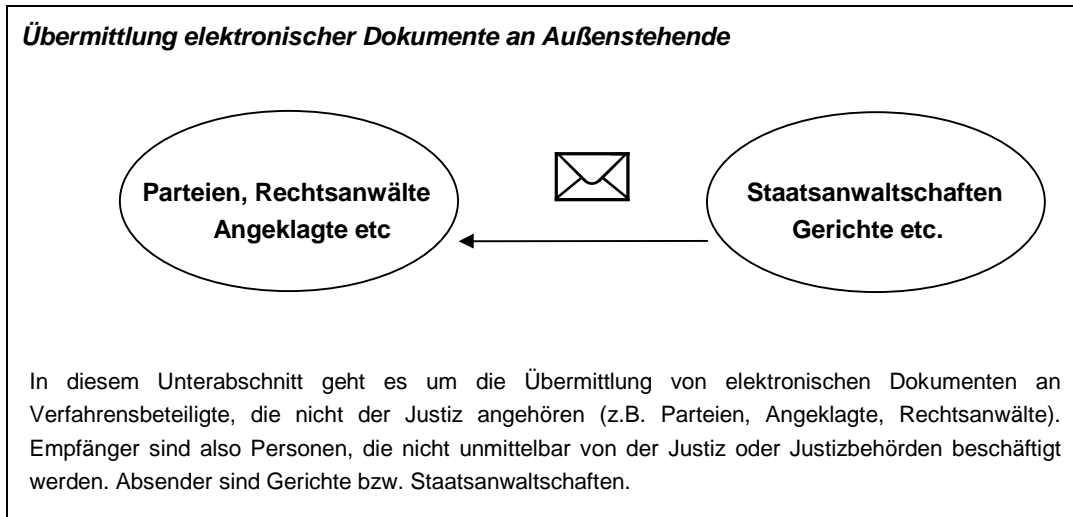 Übermittlung elektronischer Dokumente an Außenstehende
Parteien, Rechtsanwälte
Angeklagte etc
Staatsanwaltschaften
Gerichte etc.
In diesem Unterabschnitt geht es um die Übermittlung von elektronischen Dokumenten an
Verfahrensbeteiligte, die nicht der Justiz angehören (z.B. Parteien, Angeklagte, Rechtsanwälte).
Empfänger sind also Personen, die nicht unmittelbar von der Justiz oder Justizbehörden beschäftigt
werden. Absender sind Gerichte bzw. Staatsanwaltschaften.